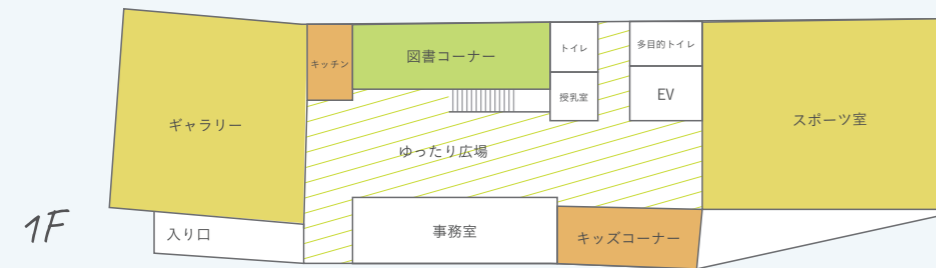 キッチン
図書コーナー
トイレ
多目的トイレ
授乳室
EV
ギャラリー
スポーツ室
ゆったり広場
1F
入り口
事務室
キッズコーナー